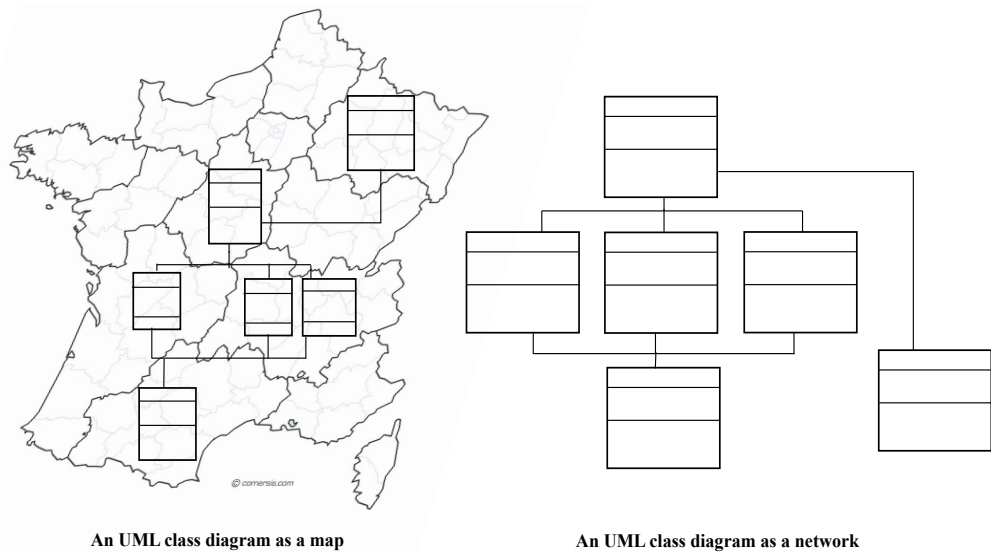 © comersis.com
An UML class diagram as a map
An UML class diagram as a network